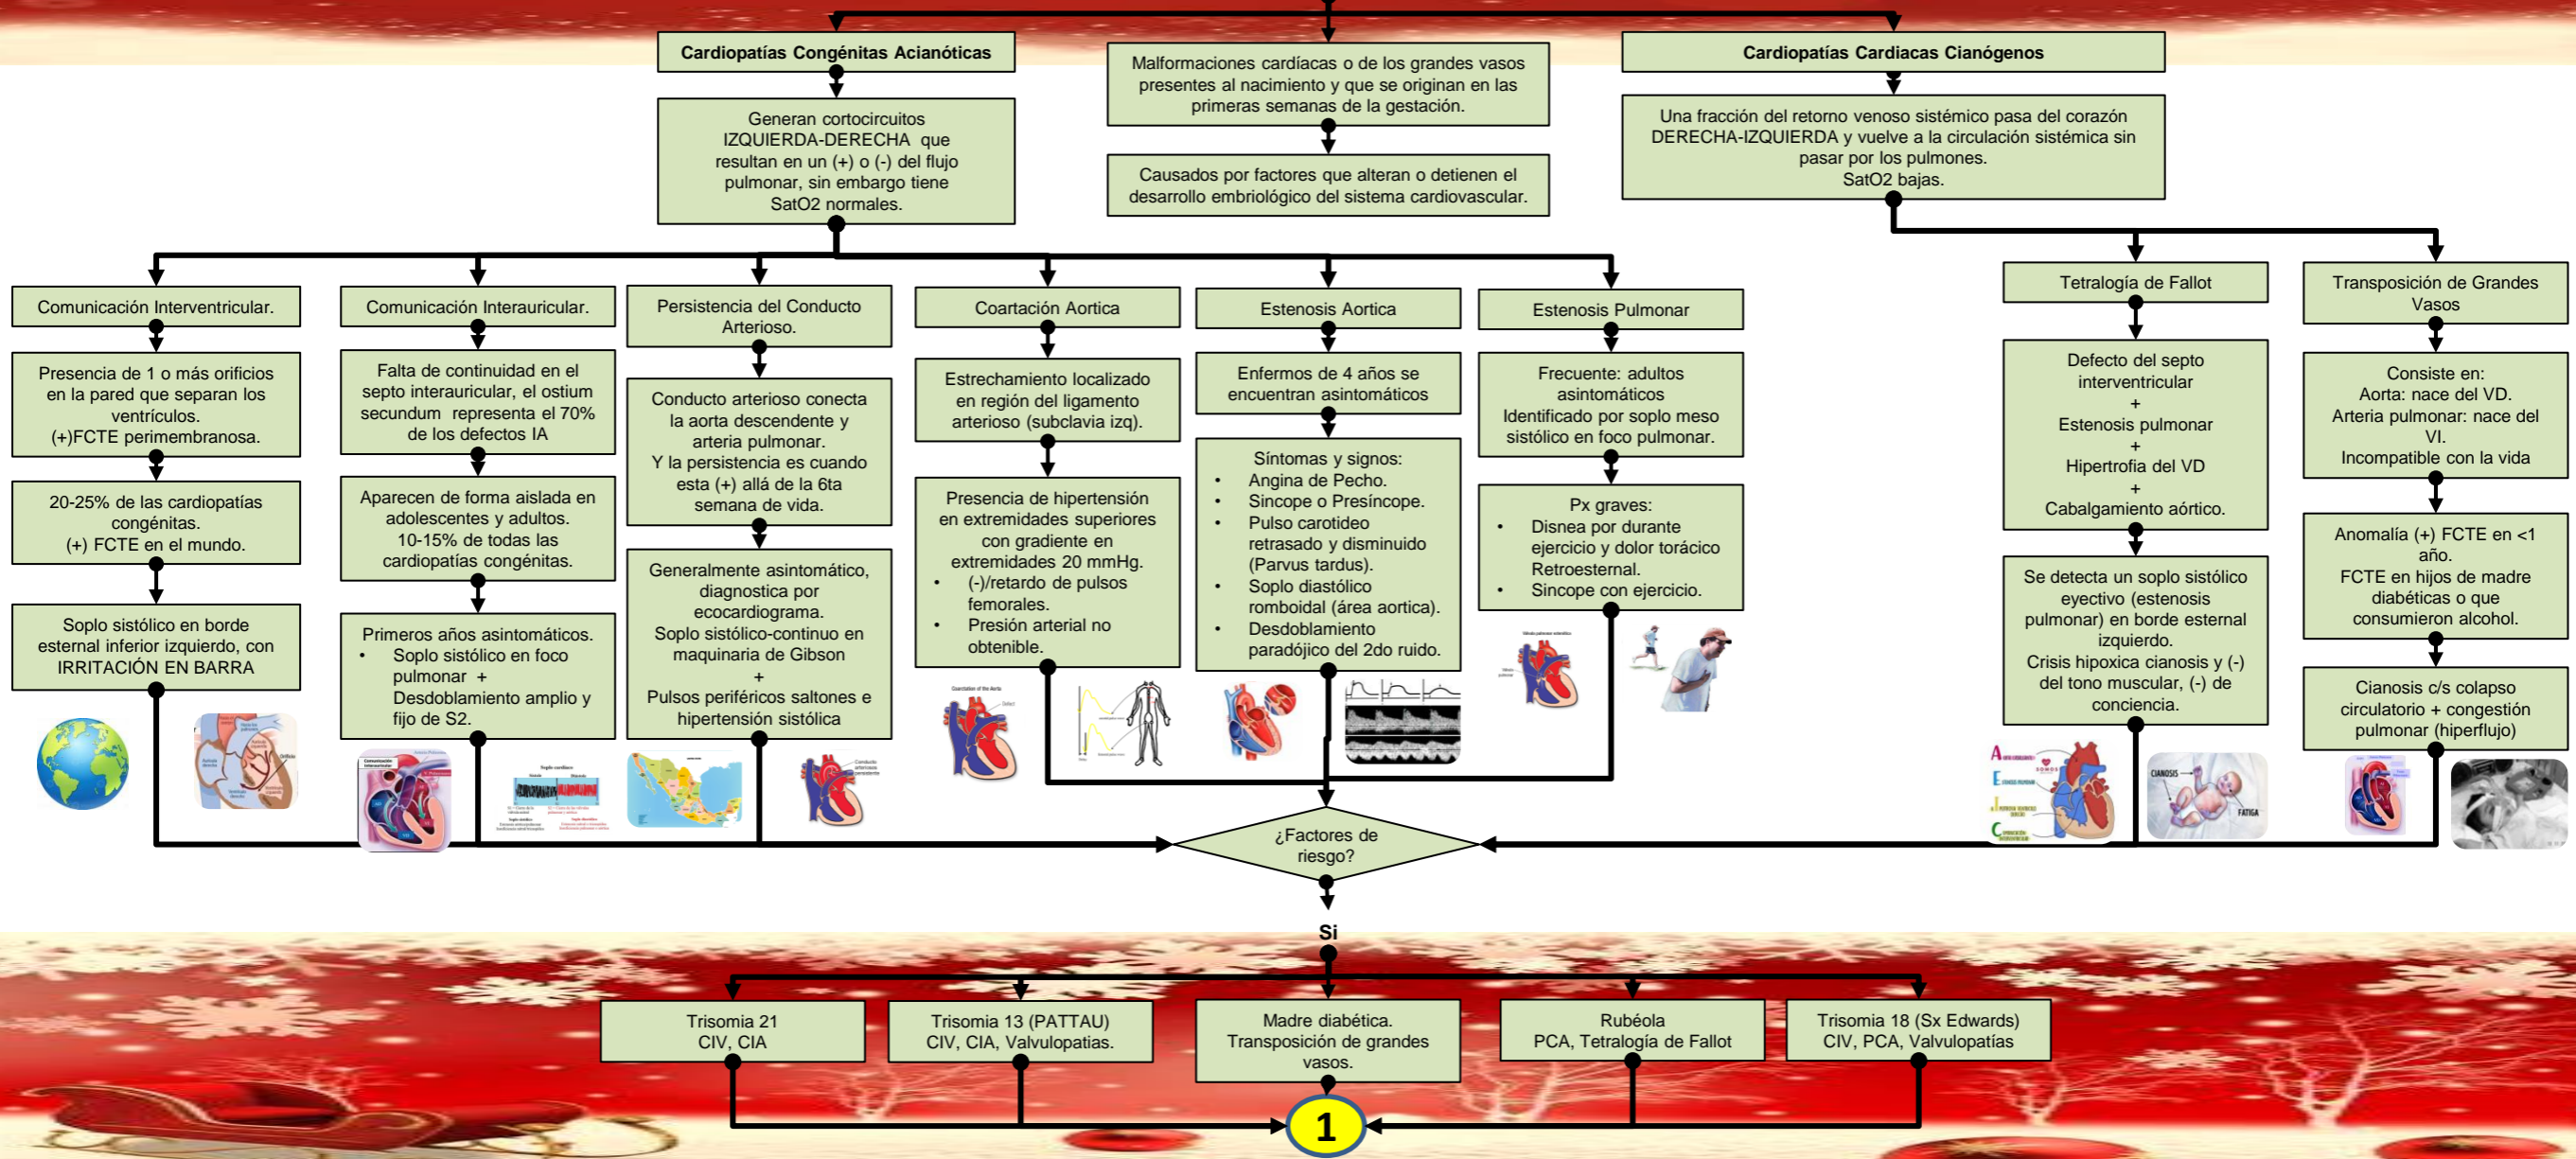 Cardiopatías Congénitas Acianóticas
Generan cortocircuitos
IZQUIERDA-DERECHA que
resultan en un (+) o (-) del flujo
pulmonar, sin embargo tiene
SatO2 normales.
Malformaciones cardíacas o de los grandes vasos
presentes al nacimiento y que se originan en las
primeras semanas de la gestación.
Causados por factores que alteran o detienen el
desarrollo embriológico del sistema cardiovascular.
Cardiopatías Cardiacas Cianógenos
Una fracción del retorno venoso sistémico pasa del corazón
DERECHA-IZQUIERDA y vuelve a la circulación sistémica sin
pasar por los pulmones.
SatO2 bajas.
Comunicación Interventricular.
Presencia de 1 o más orificios
en la pared que separan los
ventrículos.
(+)FCTE perimembranosa.
20-25% de las cardiopatías
congénitas.
(+) FCTE en el mundo.
Soplo sistólico en borde
esternal inferior izquierdo, con
IRRITACIÓN EN BARRA
Comunicación Interauricular.
Falta de continuidad en el
septo interauricular, el ostium
secundum representa el 70%
de los defectos IA
Aparecen de forma aislada en
adolescentes y adultos.
10-15% de todas las
cardiopatías congénitas.
Primeros años asintomáticos.
• Soplo sistólico en foco
pulmonar +
Desdoblamiento amplio y
fijo de S2.
Persistencia del Conducto
Arterioso.
Conducto arterioso conecta
la aorta descendente y
arteria pulmonar.
Y la persistencia es cuando
esta (+) allá de la 6ta
semana de vida.
Generalmente asintomático,
diagnostica por
ecocardiograma.
Soplo sistólico-continuo en
maquinaria de Gibson
+
Pulsos periféricos saltones e
hipertensión sistólica
Coartación Aortica
Estrechamiento localizado
en región del ligamento
arterioso (subclavia izq).
Presencia de hipertensión
en extremidades superiores
con gradiente en
extremidades 20 mmHg.
• (-)/retardo de pulsos
femorales.
• Presión arterial no
obtenible.
Estenosis Aortica
Enfermos de 4 años se
encuentran asintomáticos
Síntomas y signos:
• Angina de Pecho.
• Sincope o Presíncope.
• Pulso carotideo
retrasado y disminuido
(Parvus tardus).
• Soplo diastólico
romboidal (área aortica).
• Desdoblamiento
paradójico del 2do ruido.
Estenosis Pulmonar
Frecuente: adultos
asintomáticos
Identificado por soplo meso
sistólico en foco pulmonar.
Px graves:
• Disnea por durante
ejercicio y dolor torácico
Retroesternal.
• Sincope con ejercicio.
Tetralogía de Fallot
Defecto del septo
interventricular
+
Estenosis pulmonar
+
Hipertrofia del VD
+
Cabalgamiento aórtico.
Se detecta un soplo sistólico
eyectivo (estenosis
pulmonar) en borde esternal
izquierdo.
Crisis hipoxica cianosis y (-)
del tono muscular, (-) de
conciencia.
Transposición de Grandes
Vasos
Consiste en:
Aorta: nace del VD.
Arteria pulmonar: nace del
VI.
Incompatible con la vida
Anomalía (+) FCTE en <1
año.
FCTE en hijos de madre
diabéticas o que
consumieron alcohol.
Cianosis c/s colapso
circulatorio + congestión
pulmonar (hiperflujo)
Comunicación
interauricular
Soplo cardíaco
Conducto
arterioso
persistente
Coarctation of the Aorta
Defect
SOMOS
A
E
C
CIANOSIS
FATIGA
¿Factores de
riesgo?
Si
Trisomia 21
CIV, CIA
Trisomia 13 (PATTAU)
CIV, CIA, Valvulopatias.
Madre diabética.
Transposición de grandes
vasos.
Rubéola
PCA, Tetralogía de Fallot
Trisomia 18 (Sx Edwards)
CIV, PCA, Valvulopatías
1